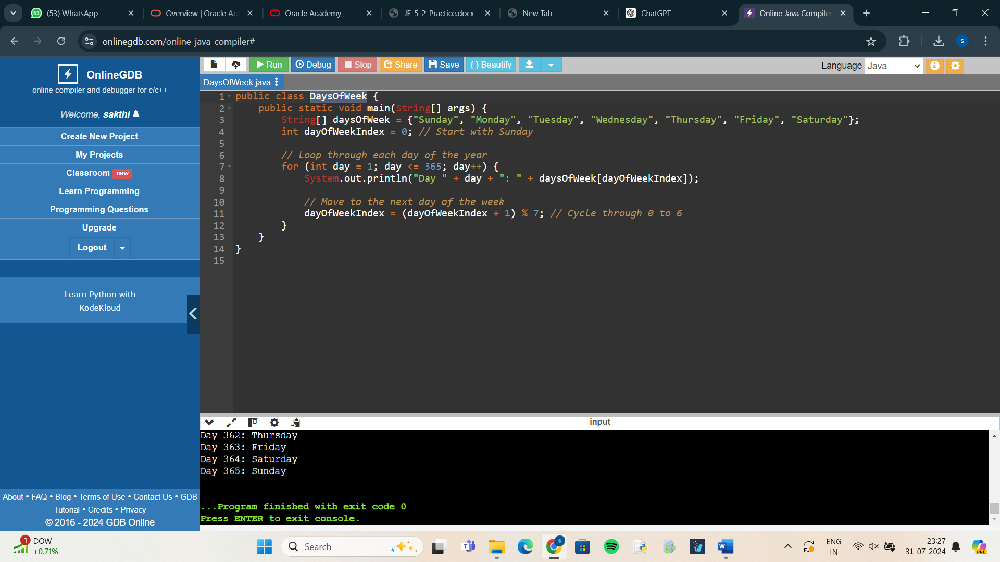 53
(53) WhatsApp
Overview | Oracle Aca
Oracle Academy
JF_5_2_Practice.docx
New Tab
ChatGPT
Online Java Compiler
onlinegdb.com/online_java_compiler#
s
OnlineGDB
online compiler and debugger for c/c++
Welcome, sakthi
Create New Project
My Projects
Classroom new
Learn Programming
Programming Questions
Upgrade
Logout
Learn Python with
KodeKloud
About • FAQ • Blog • Terms of Use • Contact Us • GDB
Tutorial • Credits • Privacy
© 2016 - 2024 GDB Online
Run
Debug
Stop
Share
Save
{ } Beautify
Language Java
DaysOfWeek.java
1 public class DaysOfWeek {
2 public static void main(String[] args) {
3 String[] daysOfWeek = {"Sunday", "Monday", "Tuesday", "Wednesday", "Thursday", "Friday", "Saturday"};
4 int dayOfWeekIndex = 0; // Start with Sunday
5
6 // Loop through each day of the year
7 for (int day = 1; day <= 365; day++) {
8 System.out.println("Day " + day + ": " + daysOfWeek[dayOfWeekIndex]);
9
10 // Move to the next day of the week
11 dayOfWeekIndex = (dayOfWeekIndex + 1) % 7; // Cycle through 0 to 6
12 }
13 }
14 }
15
input
Day 362: Thursday
Day 363: Friday
Day 364: Saturday
Day 365: Sunday
...Program finished with exit code 0
Press ENTER to exit console.
1
DOW
+0.71%
Search
ENG
IN
23:27
31-07-2024
PRE